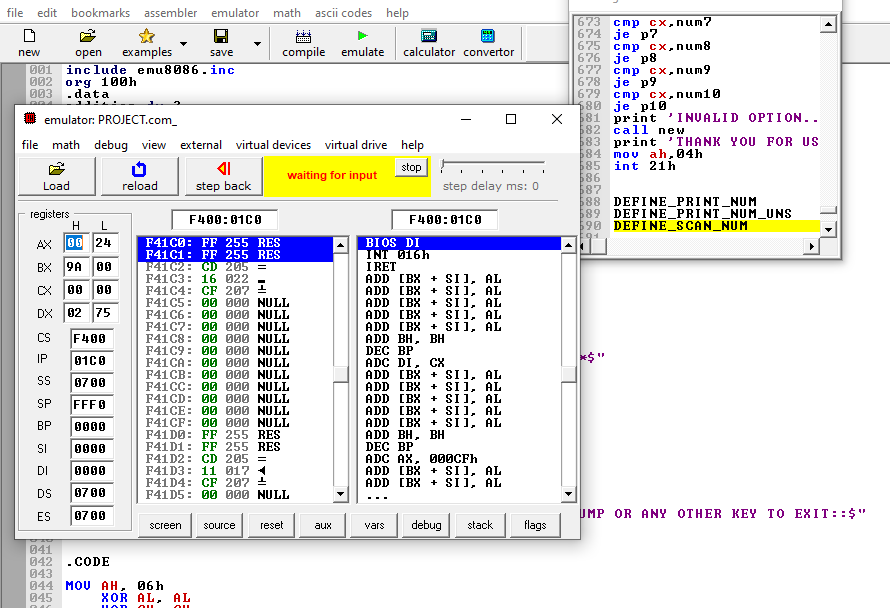 file edit bookmarks assembler emulator math ascii codes help
new open examples save compile emulate calculator convertor
001 include emu8086.inc
002 org 100h
003 .data
673 cmp cx,num7
674 je p7
675 cmp cx,num8
676 je p8
677 cmp cx,num9
678 je p9
679 cmp cx,num10
680 je p10
681 print 'INVALID OPTION..
682 call new
683 print 'THANK YOU FOR US
684 mov ah,04h
685 int 21h
686
687
688 DEFINE_PRINT_NUM
689 DEFINE_PRINT_NUM_UNS
690 DEFINE_SCAN_NUM
emulator: PROJECT.com_
file math debug view external virtual devices virtual drive help
Load reload step back waiting for input stop step delay ms: 0
registers F400:01C0 F400:01C0
H L
AX 00 24
BX 9A 00
CX 00 00
DX 02 75
CS F400
IP 01C0
SS 0700
SP FFF0
BP 0000
SI 0000
DI 0000
DS 0700
ES 0700
F41C0: FF 255 RES
F41C1: FF 255 RES
F41C2: CD 205 =
F41C3: 16 022 ▬
F41C4: CF 207 ╧
F41C5: 00 000 NULL
F41C6: 00 000 NULL
F41C7: 00 000 NULL
F41C8: 00 000 NULL
F41C9: 00 000 NULL
F41CA: 00 000 NULL
F41CB: 00 000 NULL
F41CC: 00 000 NULL
F41CD: 00 000 NULL
F41CE: 00 000 NULL
F41CF: 00 000 NULL
F41D0: FF 255 RES
F41D1: FF 255 RES
F41D2: CD 205 =
F41D3: 11 017 ◄
F41D4: CF 207 ╧
F41D5: 00 000 NULL
BIOS DI
INT 016h
IRET
ADD [BX + SI], AL
ADD [BX + SI], AL
ADD [BX + SI], AL
ADD [BX + SI], AL
ADD [BX + SI], AL
ADD BH, BH
DEC BP
ADC DI, CX
ADD [BX + SI], AL
ADD [BX + SI], AL
ADD [BX + SI], AL
ADD [BX + SI], AL
ADD [BX + SI], AL
ADD BH, BH
DEC BP
ADC AX, 000CFh
ADD [BX + SI], AL
ADD [BX + SI], AL
...
screen source reset aux vars debug stack flags
*$"
UMP OR ANY OTHER KEY TO EXIT::$"
041
042 .CODE
043
044 MOV AH, 06h
045 XOR AL, AL